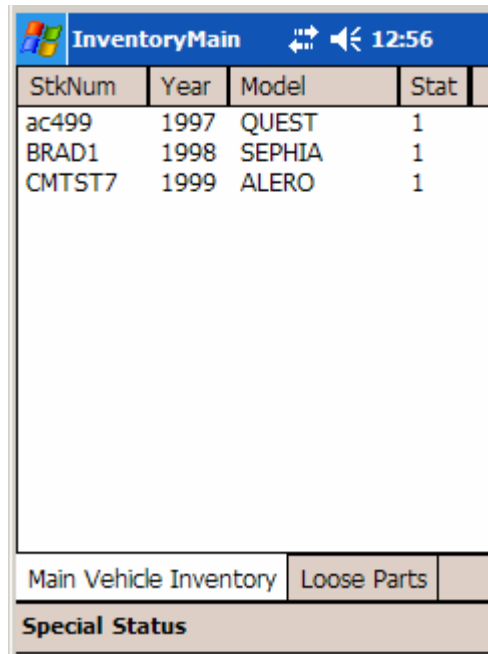 InventoryMain 12:56
StkNum Year Model Stat
ac499 1997 QUEST 1
BRAD1 1998 SEPHIA 1
CMTST7 1999 ALERO 1
Main Vehicle Inventory Loose Parts
Special Status